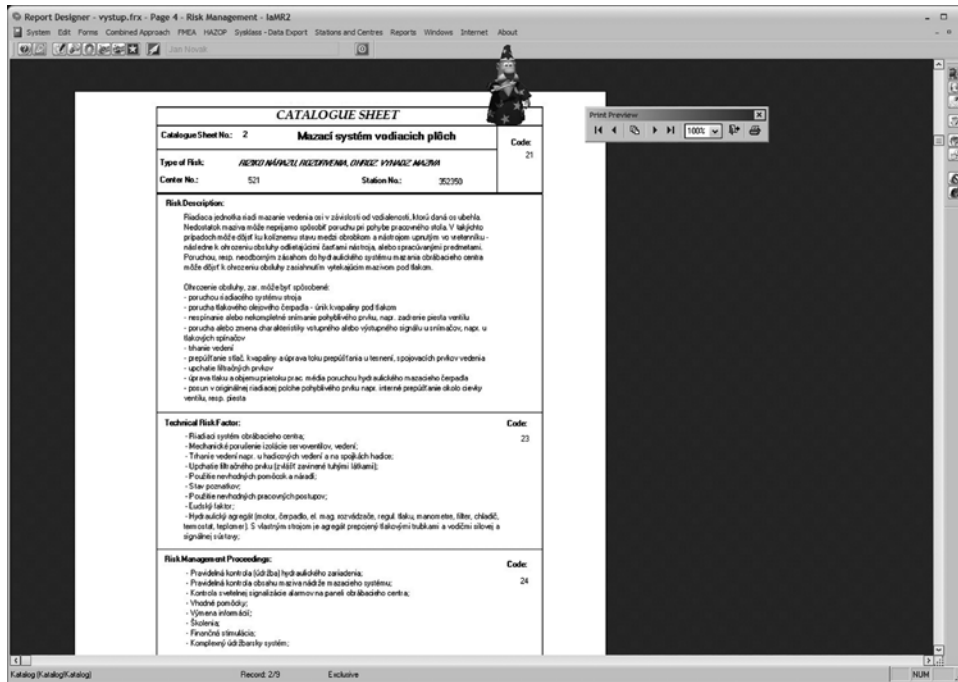 Report Designer - vystup.frx - Page 4 - Risk Management - IaMR2
System Edit Forms Combined Approach FMEA HAZOP Sysklass - Data Export Stations and Centres Reports Windows Internet About
Jan Novak
Print Preview
100%
CATALOGUE SHEET
Catalogue Sheet No.: 2 Mazací systém vodiacich plôch
Code:
21
Type of Risk: RIZIKO NÁRAZU, ROZDRVENIA, OHROZ. VYNADZ. MAZIVA
Center No.: 521 Station No.: 352350
Risk Description:
Riadiaca jednotka riadi mazanie vedenia osi v závislosti od vzdialenosti, ktorú daná os ubehla.
Nedostatok maziva môže nepriamo spôsobiť poruchu pri pohybe pracovného stola. V takýchto
prípadoch môže dôjsť ku kolíznemu stavu medzi obrobkom a nástrojom upnutým vo vretenníku -
následne k ohrozeniu obsluhy odlietajúcimi časťami nástroja, alebo spracúvanými predmetami.
Poruchou, resp. neodborným zásahom do hydraulického systému mazania obrábacieho centra
môže dôjsť k ohrozeniu obsluhy zasiahnutím vytekajúcim mazivom pod tlakom.
Ohrozenie obsluhy, zar. môže byť spôsobené:
- poruchou riadiaceho systému stroja
- porucha tlakového olejového čerpadla - únik kvapaliny pod tlakom
- nespínanie alebo nekompletné snímanie pohyblivého prvku, napr. zadrenie piesta ventilu
- porucha alebo zmena charakteristiky vstupného alebo výstupného signálu u snímačov, napr. u
tlakových spínačov
- trhanie vedení
- prepúšťanie stlač. kvapaliny a úprava toku prepúšťania u tesnení, spojovacích prvkov vedenia
- upchatie filtračných prvkov
- úprava tlaku a objemu prietoku prac. média poruchou hydraulického mazacieho čerpadla
- posun v originálnej riadiacej polohe pohyblivého prvku napr. interné prepúšťanie okolo cievky
ventilu, resp. piesta
Technical Risk Factor: Code:
23
- Riadiaci systém obrábacieho centra;
- Mechanické porušenie izolácie servoventilov, vedení;
- Trhanie vedení napr. u hadicových vedení a na spojkách hadice;
- Upchatie filtračného prvku (zvlášť zavinené tuhými látkami);
- Použitie nevhodných pomôcok a náradí;
- Stav poznatkov;
- Použitie nevhodných pracovných postupov;
- Ľudský faktor;
- Hydraulický agregát (motor, čerpadlo, el. mag. rozvádzače, regul. tlaku, manometre, filter, chladič,
termostat, teplomer). S vlastným strojom je agregát prepojený tlakovými trubkami a vodičmi silovej a
signálnej sústavy;
Risk Management Proceedings: Code:
24
- Pravidelná kontrola (údržba) hydraulického zariadenia;
- Pravidelná kontrola obsahu maziva nádrže mazacieho systému;
- Kontrola svetelnej signalizácie alarmov na paneli obrábacieho centra;
- Vhodné pomôcky;
- Výmena informácií;
- Školenia;
- Finančná stimulácia;
- Komplexný údržbarsky systém;
Katalog (Katalog!Katalog) Record: 2/9 Exclusive NUM